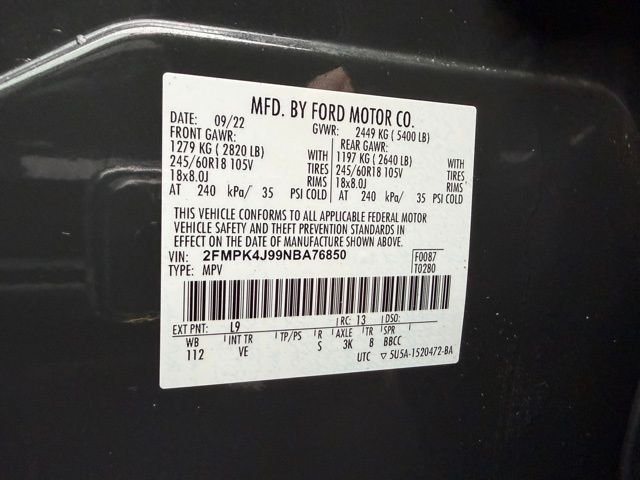 MFD. BY FORD MOTOR CO.
DATE: 09/22 GVWR: 2449 KG ( 5400 LB)
FRONT GAWR: REAR GAWR:
1279 KG ( 2820 LB) WITH 1197 KG ( 2640 LB) WITH
245/60R18 105V TIRES 245/60R18 105V TIRES
18x8.0J RIMS 18x8.0J RIMS
AT 240 kPa/ 35 PSI COLD AT 240 kPa/ 35 PSI COLD
THIS VEHICLE CONFORMS TO ALL APPLICABLE FEDERAL MOTOR
VEHICLE SAFETY AND THEFT PREVENTION STANDARDS IN
EFFECT ON THE DATE OF MANUFACTURE SHOWN ABOVE.
VIN: 2FMPK4J99NBA76850 F0087
TYPE: MPV T0280
EXT PNT: L9 RC: 13 DSO:
WB INT TR TP/PS R AXLE TR SPR
112 VE S 3K 8 BBCC
UTC ▽ 5U5A-1520472-BA